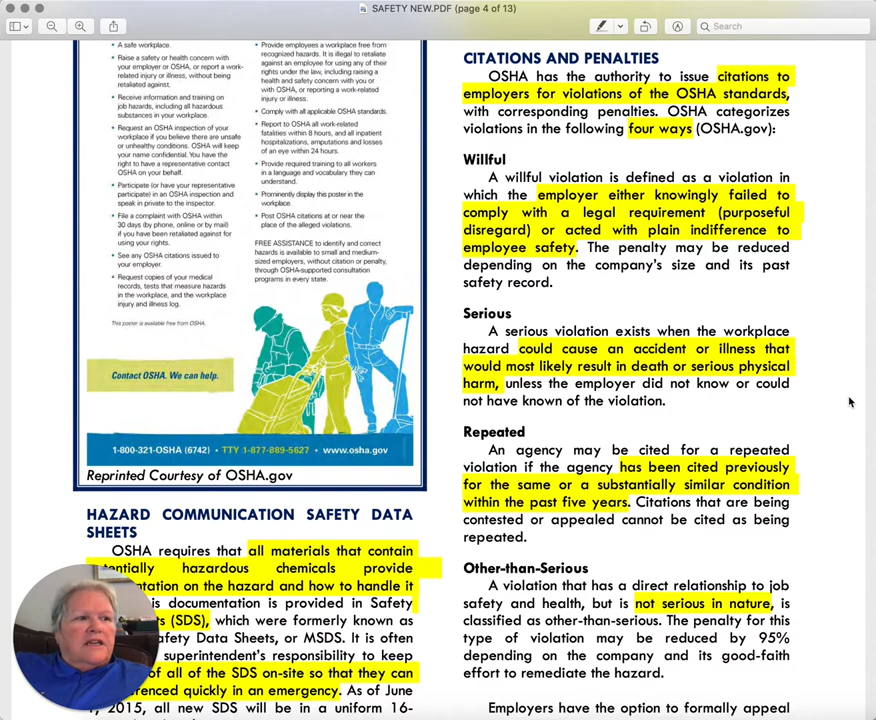 SAFETY NEW.PDF (page 4 of 13)
Search
A safe workplace.
Raise a safety or health concern with
your employer or OSHA, or report a work-
related injury or illness, without being
retaliated against.
Receive information and training on
job hazards, including all hazardous
substances in your workplace.
Request an OSHA inspection of your
workplace if you believe there are unsafe
or unhealthy conditions. OSHA will keep
your name confidential. You have the
right to have a representative contact
OSHA on your behalf.
Participate (or have your representative
participate) in an OSHA inspection and
speak in private to the inspector.
File a complaint with OSHA within
30 days (by phone, online or by mail)
if you have been retaliated against for
using your rights.
See any OSHA citations issued to
your employer.
Request copies of your medical
records, tests that measure hazards
in the workplace, and the workplace
injury and illness log.
This poster is available free from OSHA.
Contact OSHA. We can help.
Provide employees a workplace free from
recognized hazards. It is illegal to retaliate
against an employee for using any of their
rights under the law, including raising a
health and safety concern with you or
with OSHA, or reporting a work-related
injury or illness.
Comply with all applicable OSHA standards.
Report to OSHA all work-related
fatalities within 8 hours, and all inpatient
hospitalizations, amputations and losses
of an eye within 24 hours.
Provide required training to all workers
in a language and vocabulary they can
understand.
Prominently display this poster in the
workplace.
Post OSHA citations at or near the
place of the alleged violations.
FREE ASSISTANCE to identify and correct
hazards is available to small and medium-
sized employers, without citation or penalty,
through OSHA-supported consultation
programs in every state.
1-800-321-OSHA (6742) • TTY 1-877-889-5627 • www.osha.gov
Reprinted Courtesy of OSHA.gov
HAZARD COMMUNICATION SAFETY DATA
SHEETS
OSHA requires that all materials that contain
hazardous chemicals provide
on the hazard and how to handle it
is documentation is provided in Safety
(SDS), which were formerly known as
Safety Data Sheets, or MSDS. It is often
superintendent's responsibility to keep
of all of the SDS on-site so that they can
quickly in an emergency. As of June
1, 2015, all new SDS will be in a uniform 16-
CITATIONS AND PENALTIES
OSHA has the authority to issue citations to
employers for violations of the OSHA standards,
with corresponding penalties. OSHA categorizes
violations in the following four ways (OSHA.gov):
Willful
A willful violation is defined as a violation in
which the employer either knowingly failed to
comply with a legal requirement (purposeful
disregard) or acted with plain indifference to
employee safety. The penalty may be reduced
depending on the company's size and its past
safety record.
Serious
A serious violation exists when the workplace
hazard could cause an accident or illness that
would most likely result in death or serious physical
harm, unless the employer did not know or could
not have known of the violation.
Repeated
An agency may be cited for a repeated
violation if the agency has been cited previously
for the same or a substantially similar condition
within the past five years. Citations that are being
contested or appealed cannot be cited as being
repeated.
Other-than-Serious
A violation that has a direct relationship to job
safety and health, but is not serious in nature, is
classified as other-than-serious. The penalty for this
type of violation may be reduced by 95%
depending on the company and its good-faith
effort to remediate the hazard.
Employers have the option to formally appeal